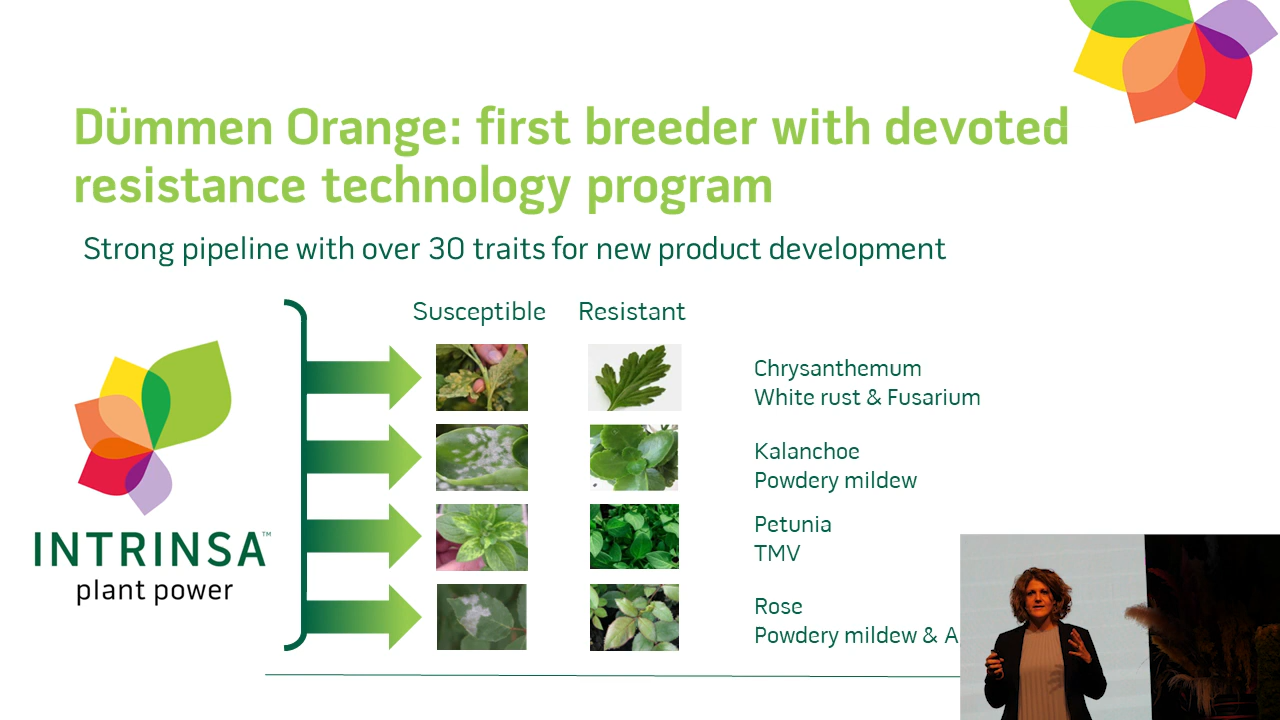 Dümmen Orange: first breeder with devoted
resistance technology program
Strong pipeline with over 30 traits for new product development
Susceptible Resistant
Chrysanthemum
White rust & Fusarium
Kalanchoe
Powdery mildew
Petunia
TMV
Rose
Powdery mildew &
INTRINSA™
plant power